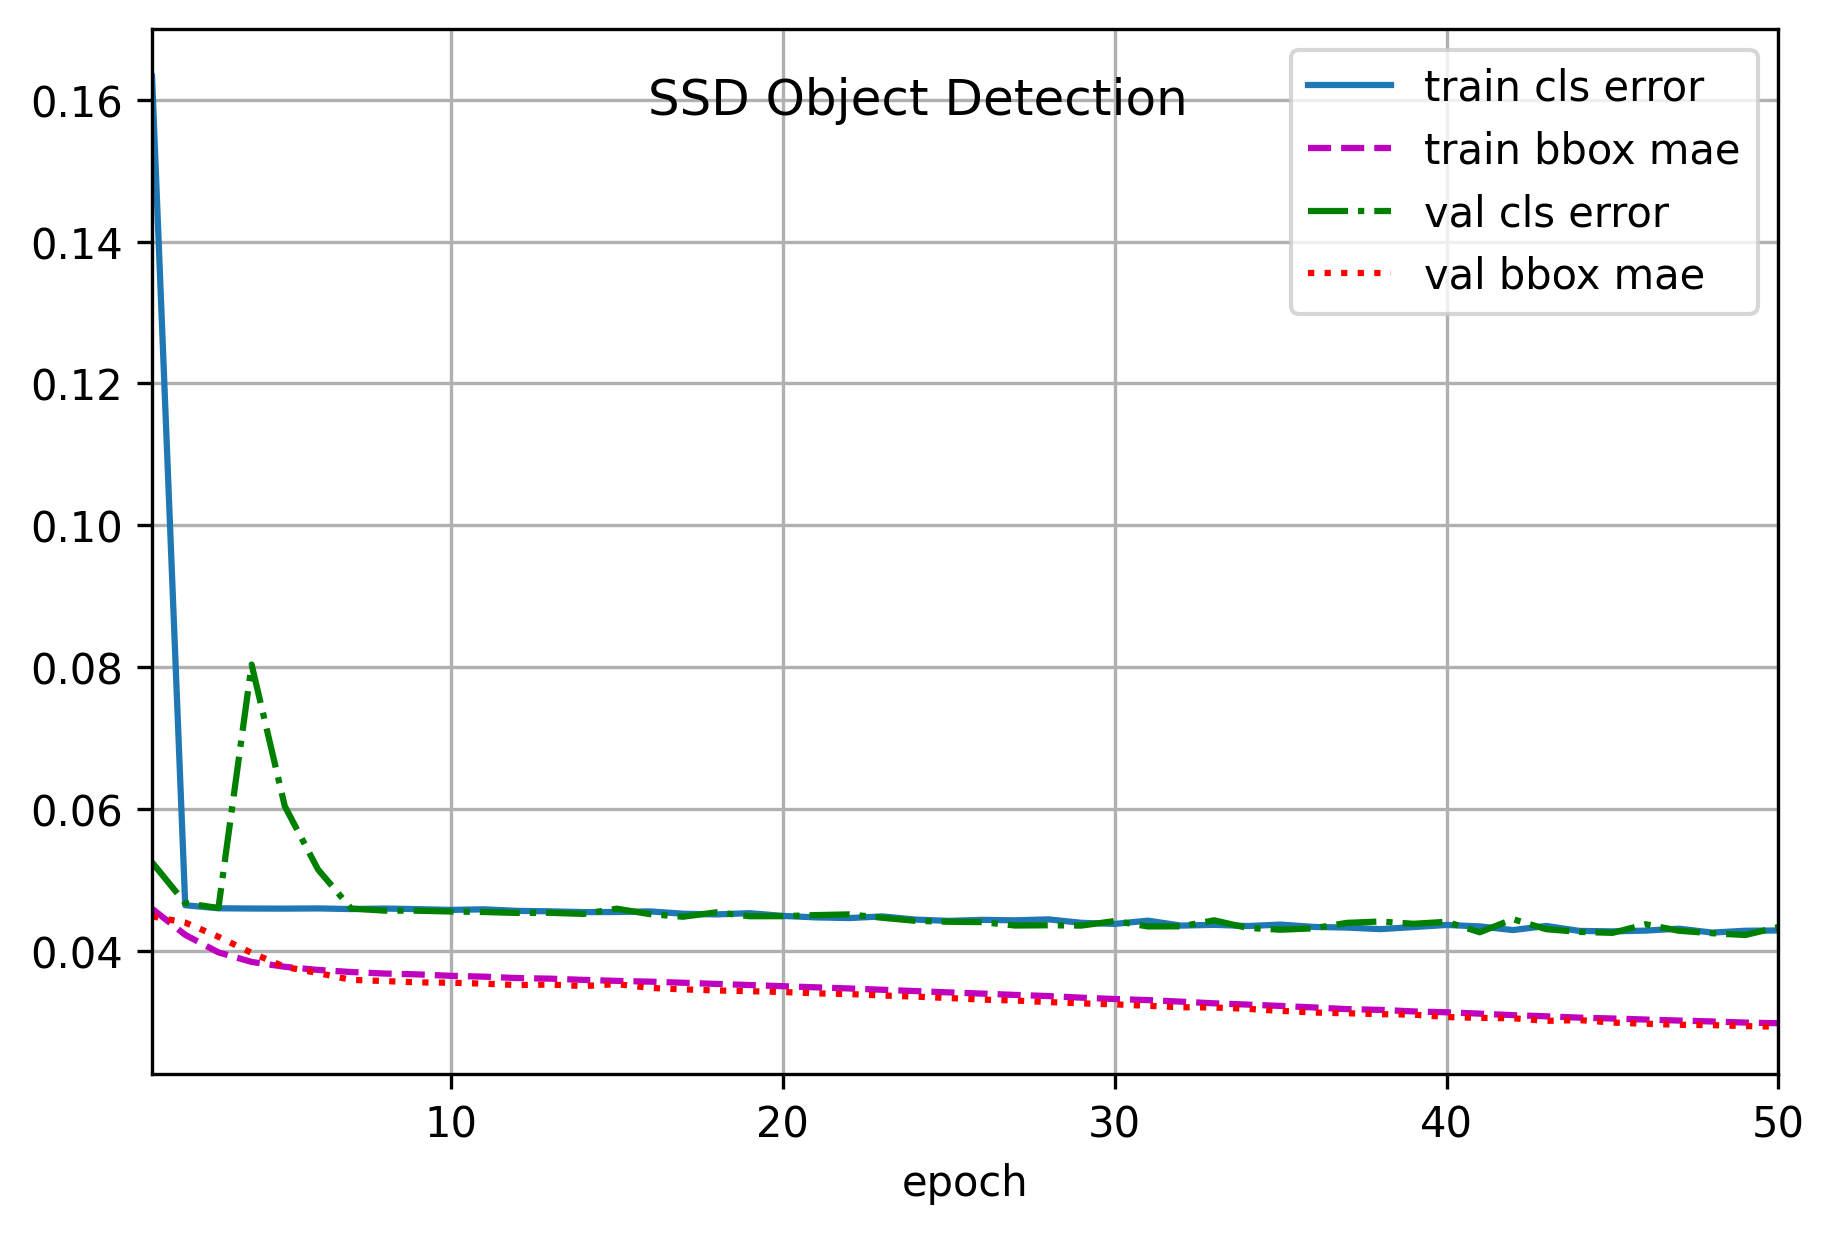 SSD Object Detection
train cls error
train bbox mae
val cls error
val bbox mae
0.16
0.14
0.12
0.10
0.08
0.06
0.04
10 20 30 40 50
epoch